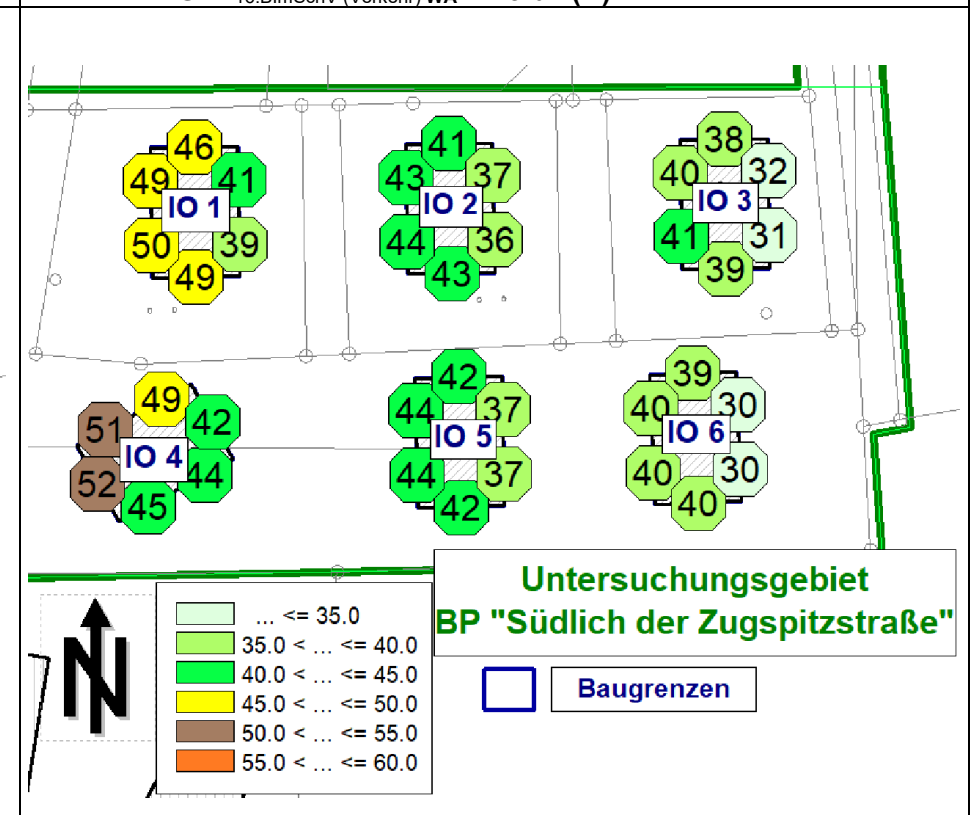 16.BImSchV (Verkehr) WA
46
49 41
IO 1
50 39
49
41
43 37
IO 2
44 36
43
38
40 32
IO 3
41 31
39
49
51 42
IO 4
52 44
45
42
44 37
IO 5
44 37
42
39
40 30
IO 6
40 30
40
Untersuchungsgebiet
BP "Südlich der Zugspitzstraße"
N
... <= 35.0
35.0 < ... <= 40.0
40.0 < ... <= 45.0
45.0 < ... <= 50.0
50.0 < ... <= 55.0
55.0 < ... <= 60.0
Baugrenzen